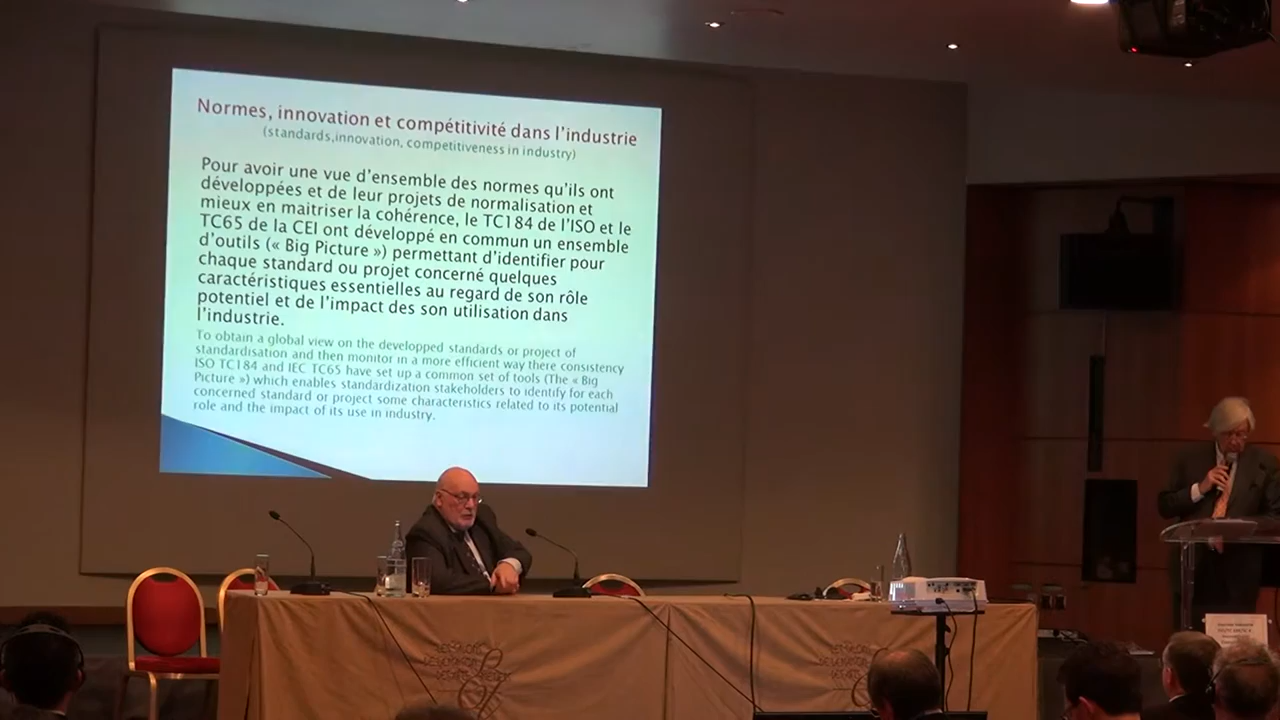 Normes, innovation et compétitivité dans l'industrie
(standards,innovation, competitiveness in industry)
Pour avoir une vue d'ensemble des normes qu'ils ont
développées et de leur projets de normalisation et
mieux en maitriser la cohérence, le TC184 de l'ISO et le
TC65 de la CEI ont développé en commun un ensemble
d'outils (« Big Picture ») permettant d'identifier pour
chaque standard ou projet concerné quelques
caractéristiques essentielles au regard de son rôle
potentiel et de l'impact des son utilisation dans
l'industrie.
To obtain a global view on the developped standards or project of
standardisation and then monitor in a more efficient way there consistency
ISO TC184 and IEC TC65 have set up a common set of tools (The « Big
Picture ») which enables standardization stakeholders to identify for each
concerned standard or project some characteristics related to its potential
role and the impact of its use in industry.